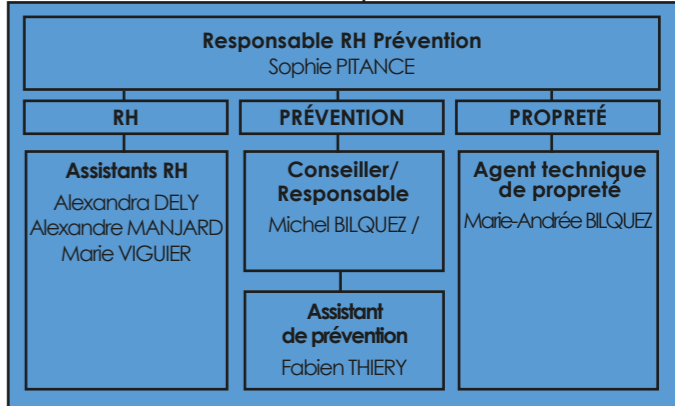 Responsable RH Prévention
Sophie PITANCE
RH
PRÉVENTION
PROPRETÉ
Assistants RH
Alexandra DELY
Alexandre MANJARD
Marie VIGUIER
Conseiller/
Responsable
Michel BILQUEZ /
Assistant
de prévention
Fabien THIERY
Agent technique
de propreté
Marie-Andrée BILQUEZ